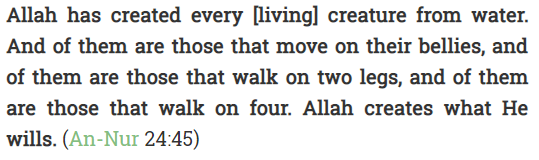 Allah has created every [living] creature from water.
And of them are those that move on their bellies, and
of them are those that walk on two legs, and of them
are those that walk on four. Allah creates what He
wills. (An-Nur 24:45)